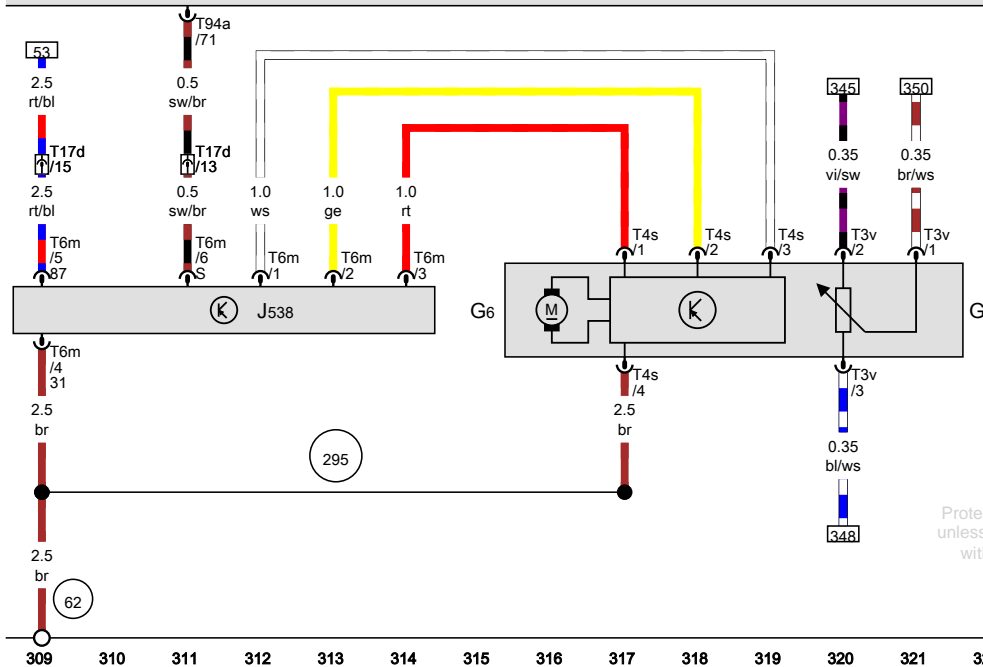 T94a
/71
53
2.5
rt/bl
0.5
sw/br
345
350
T17d
/15
T17d
/13
0.35
vi/sw
0.35
br/ws
2.5
rt/bl
0.5
sw/br
1.0
ws
1.0
ge
1.0
rt
T6m
/5
87
T6m
/6
S
T6m
/1
T6m
/2
T6m
/3
T4s
/1
T4s
/2
T4s
/3
T3v
/2
T3v
/1
J538
G6
M
G
T6m
/4
31
T4s
/4
T3v
/3
2.5
br
2.5
br
295
0.35
bl/ws
348
Prote
unless
with
2.5
br
62
309 310 311 312 313 314 315 316 317 318 319 320 321